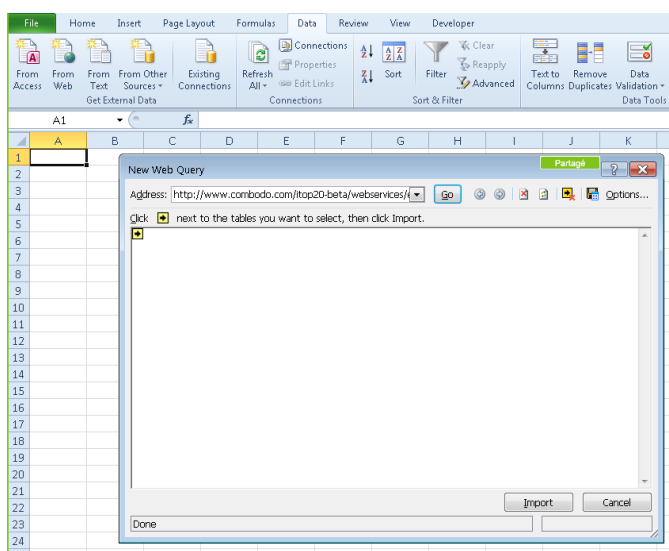 File Home Insert Page Layout Formulas Data Review View Developer
Connections Clear
Properties Reapply
From From From From Other Existing Refresh Edit Links Sort Filter Advanced Text to Remove Data
Access Web Text Sources Connections All Columns Duplicates Validation
Get External Data Connections Sort & Filter Data Tools
A1 fx
A B C D E F G H I J K
1
2
3
4
5
6
7
8
9
10
11
12
13
14
15
16
17
18
19
20
21
22
23
24
Partagé
New Web Query
Address: http://www.combodo.com/itop20-beta/webservices/ Go Options...
Click next to the tables you want to select, then click Import.
Import Cancel
Done